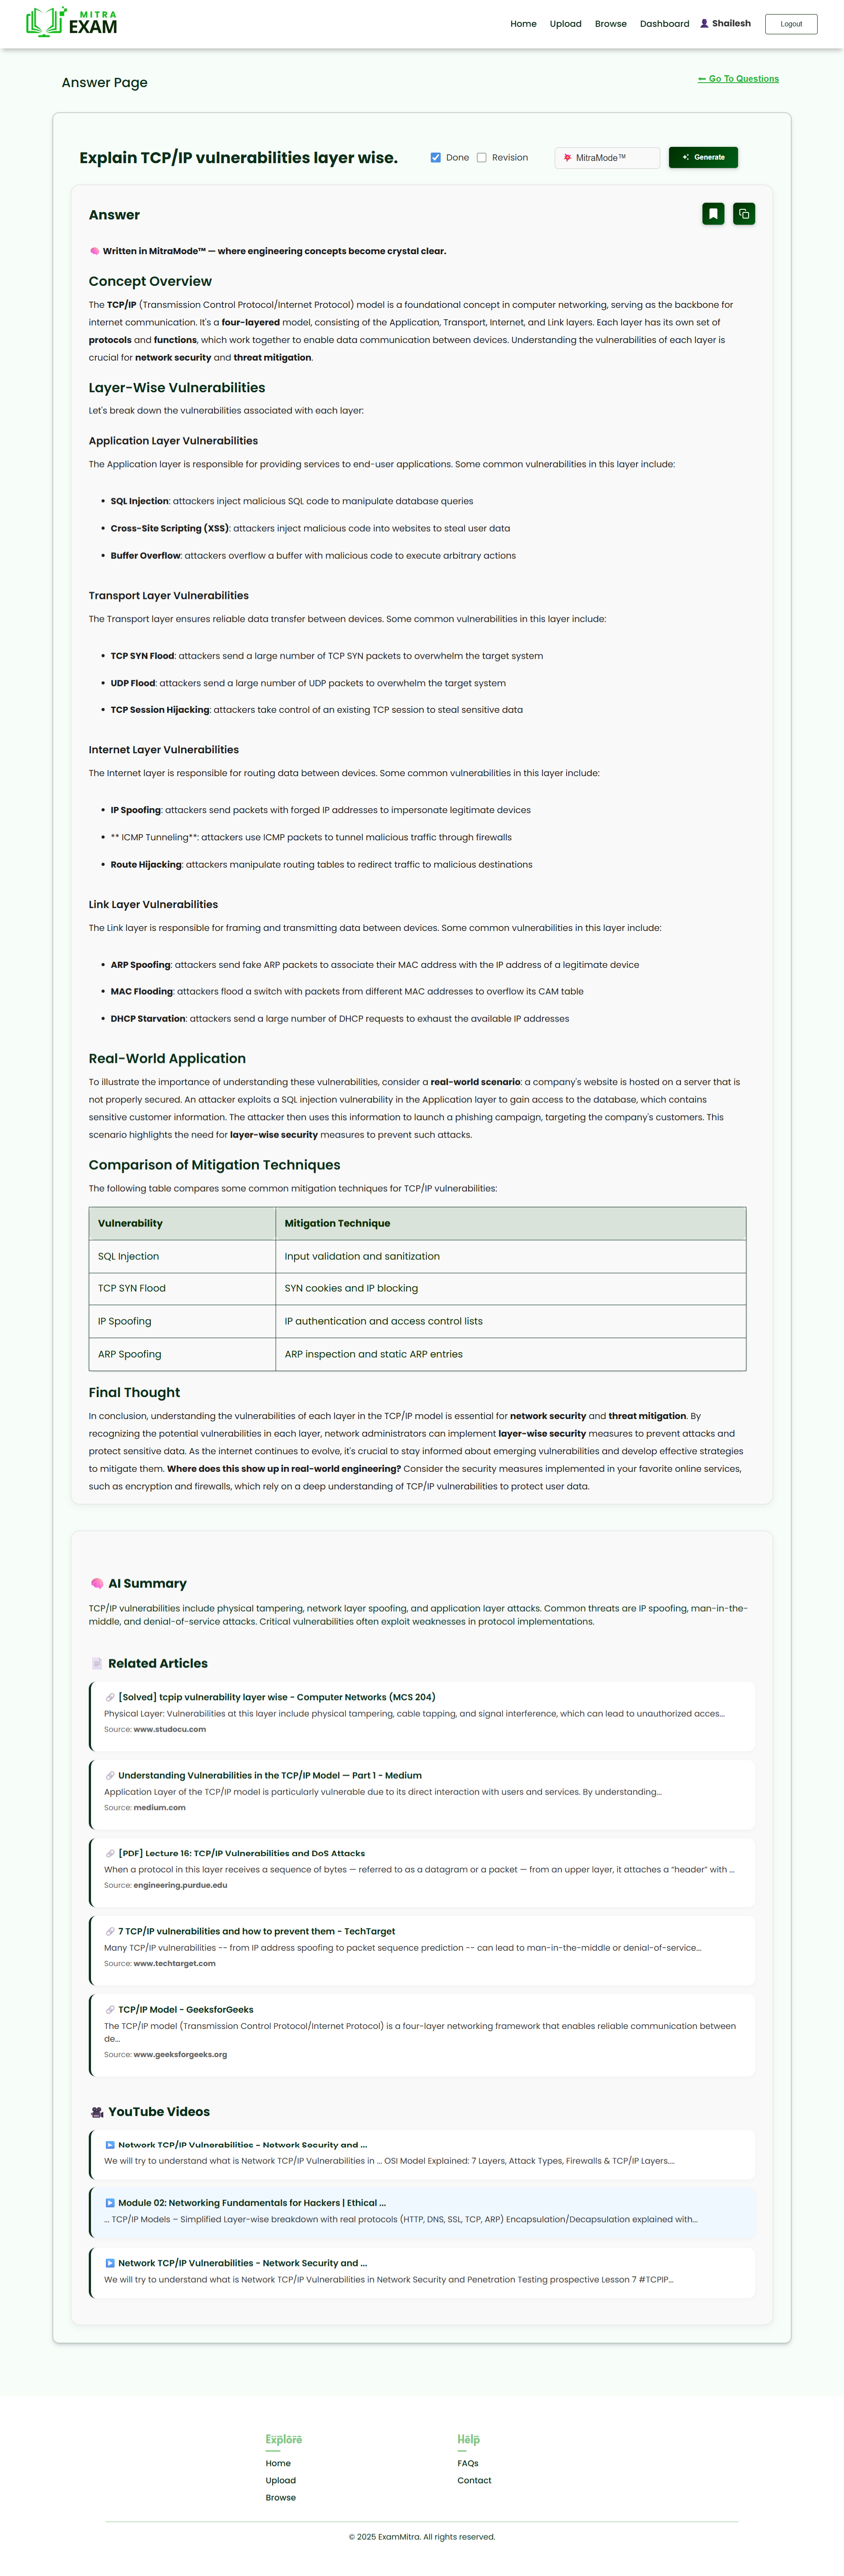 MITRA
EXAM
Home Upload Browse Dashboard 👤 Shailesh Logout
Answer Page
⬅ Go To Questions
Explain TCP/IP vulnerabilities layer wise.
Done Revision MitraMode™ Generate
Answer
🧠 Written in MitraMode™ — where engineering concepts become crystal clear.
Concept Overview
The TCP/IP (Transmission Control Protocol/Internet Protocol) model is a foundational concept in computer networking, serving as the backbone for
internet communication. It's a four-layered model, consisting of the Application, Transport, Internet, and Link layers. Each layer has its own set of
protocols and functions, which work together to enable data communication between devices. Understanding the vulnerabilities of each layer is
crucial for network security and threat mitigation.
Layer-Wise Vulnerabilities
Let's break down the vulnerabilities associated with each layer:
Application Layer Vulnerabilities
The Application layer is responsible for providing services to end-user applications. Some common vulnerabilities in this layer include:
• SQL Injection: attackers inject malicious SQL code to manipulate database queries
• Cross-Site Scripting (XSS): attackers inject malicious code into websites to steal user data
• Buffer Overflow: attackers overflow a buffer with malicious code to execute arbitrary actions
Transport Layer Vulnerabilities
The Transport layer ensures reliable data transfer between devices. Some common vulnerabilities in this layer include:
• TCP SYN Flood: attackers send a large number of TCP SYN packets to overwhelm the target system
• UDP Flood: attackers send a large number of UDP packets to overwhelm the target system
• TCP Session Hijacking: attackers take control of an existing TCP session to steal sensitive data
Internet Layer Vulnerabilities
The Internet layer is responsible for routing data between devices. Some common vulnerabilities in this layer include:
• IP Spoofing: attackers send packets with forged IP addresses to impersonate legitimate devices
• ** ICMP Tunneling**: attackers use ICMP packets to tunnel malicious traffic through firewalls
• Route Hijacking: attackers manipulate routing tables to redirect traffic to malicious destinations
Link Layer Vulnerabilities
The Link layer is responsible for framing and transmitting data between devices. Some common vulnerabilities in this layer include:
• ARP Spoofing: attackers send fake ARP packets to associate their MAC address with the IP address of a legitimate device
• MAC Flooding: attackers flood a switch with packets from different MAC addresses to overflow its CAM table
• DHCP Starvation: attackers send a large number of DHCP requests to exhaust the available IP addresses
Real-World Application
To illustrate the importance of understanding these vulnerabilities, consider a real-world scenario: a company's website is hosted on a server that is
not properly secured. An attacker exploits a SQL injection vulnerability in the Application layer to gain access to the database, which contains
sensitive customer information. The attacker then uses this information to launch a phishing campaign, targeting the company's customers. This
scenario highlights the need for layer-wise security measures to prevent such attacks.
Comparison of Mitigation Techniques
The following table compares some common mitigation techniques for TCP/IP vulnerabilities:
Vulnerability Mitigation Technique
SQL Injection Input validation and sanitization
TCP SYN Flood SYN cookies and IP blocking
IP Spoofing IP authentication and access control lists
ARP Spoofing ARP inspection and static ARP entries
Final Thought
In conclusion, understanding the vulnerabilities of each layer in the TCP/IP model is essential for network security and threat mitigation. By
recognizing the potential vulnerabilities in each layer, network administrators can implement layer-wise security measures to prevent attacks and
protect sensitive data. As the internet continues to evolve, it's crucial to stay informed about emerging vulnerabilities and develop effective strategies
to mitigate them. Where does this show up in real-world engineering? Consider the security measures implemented in your favorite online services,
such as encryption and firewalls, which rely on a deep understanding of TCP/IP vulnerabilities to protect user data.
🧠 AI Summary
TCP/IP vulnerabilities include physical tampering, network layer spoofing, and application layer attacks. Common threats are IP spoofing, man-in-the-
middle, and denial-of-service attacks. Critical vulnerabilities often exploit weaknesses in protocol implementations.
📄 Related Articles
🔗 [Solved] tcpip vulnerability layer wise - Computer Networks (MCS 204)
Physical Layer: Vulnerabilities at this layer include physical tampering, cable tapping, and signal interference, which can lead to unauthorized acces...
Source: www.studocu.com
🔗 Understanding Vulnerabilities in the TCP/IP Model — Part 1 - Medium
Application Layer of the TCP/IP model is particularly vulnerable due to its direct interaction with users and services. By understanding...
Source: medium.com
🔗 [PDF] Lecture 16: TCP/IP Vulnerabilities and DoS Attacks
When a protocol in this layer receives a sequence of bytes — referred to as a datagram or a packet — from an upper layer, it attaches a “header” with ...
Source: engineering.purdue.edu
🔗 7 TCP/IP vulnerabilities and how to prevent them - TechTarget
Many TCP/IP vulnerabilities -- from IP address spoofing to packet sequence prediction -- can lead to man-in-the-middle or denial-of-service...
Source: www.techtarget.com
🔗 TCP/IP Model - GeeksforGeeks
The TCP/IP model (Transmission Control Protocol/Internet Protocol) is a four-layer networking framework that enables reliable communication between
de...
Source: www.geeksforgeeks.org
🎥 YouTube Videos
▶ Network TCP/IP Vulnerabilities - Network Security and ...
We will try to understand what is Network TCP/IP Vulnerabilities in ... OSI Model Explained: 7 Layers, Attack Types, Firewalls & TCP/IP Layers....
▶ Module 02: Networking Fundamentals for Hackers | Ethical ...
... TCP/IP Models – Simplified Layer-wise breakdown with real protocols (HTTP, DNS, SSL, TCP, ARP) Encapsulation/Decapsulation explained with...
▶ Network TCP/IP Vulnerabilities - Network Security and ...
We will try to understand what is Network TCP/IP Vulnerabilities in Network Security and Penetration Testing prospective Lesson 7 #TCPIP...
Explore Help
Home FAQs
Upload Contact
Browse
© 2025 ExamMitra. All rights reserved.